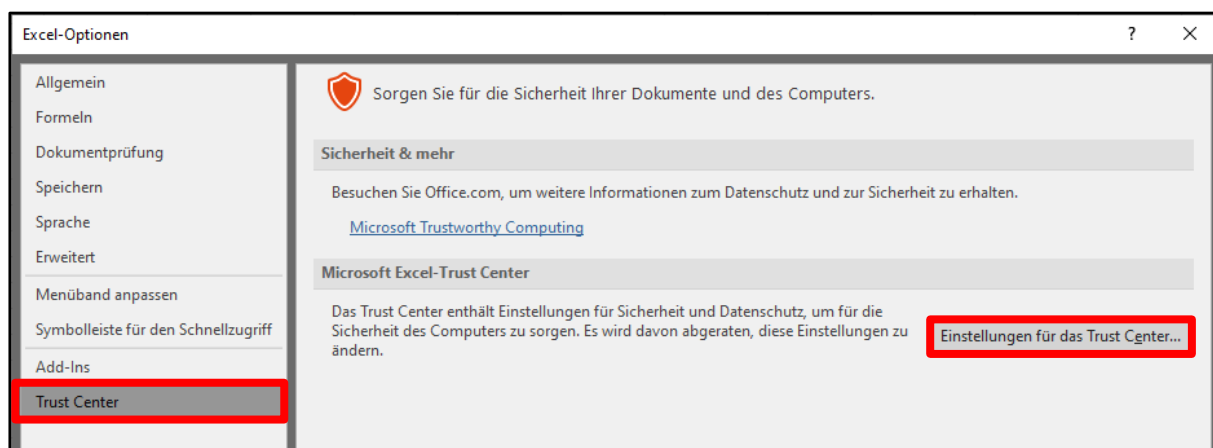 Excel-Optionen
?
Allgemein
Formeln
Dokumentprüfung
Speichern
Sprache
Erweitert
Menüband anpassen
Symbolleiste für den Schnellzugriff
Add-Ins
Trust Center
Sorgen Sie für die Sicherheit Ihrer Dokumente und des Computers.
Sicherheit & mehr
Besuchen Sie Office.com, um weitere Informationen zum Datenschutz und zur Sicherheit zu erhalten.
Microsoft Trustworthy Computing
Microsoft Excel-Trust Center
Das Trust Center enthält Einstellungen für Sicherheit und Datenschutz, um für die
Sicherheit des Computers zu sorgen. Es wird davon abgeraten, diese Einstellungen zu
ändern.
Einstellungen für das Trust Center...